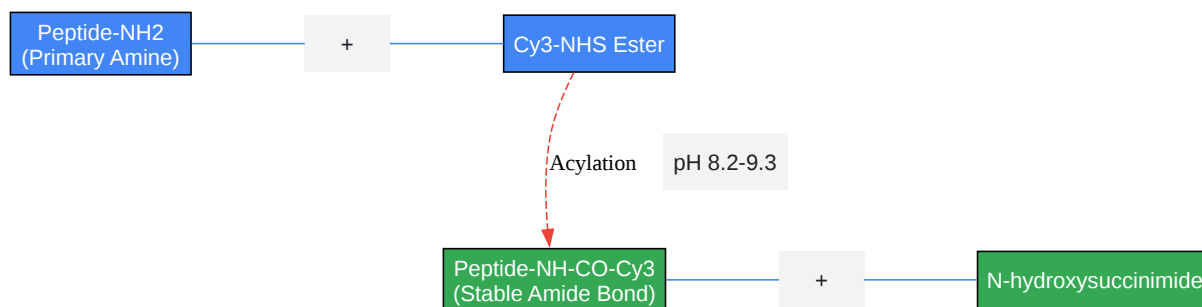 Peptide-NH2
(Primary Amine)
+
Cy3-NHS Ester
Acylation
pH 8.2-9.3
Peptide-NH-CO-Cy3
(Stable Amide Bond)
+
N-hydroxysuccinimide